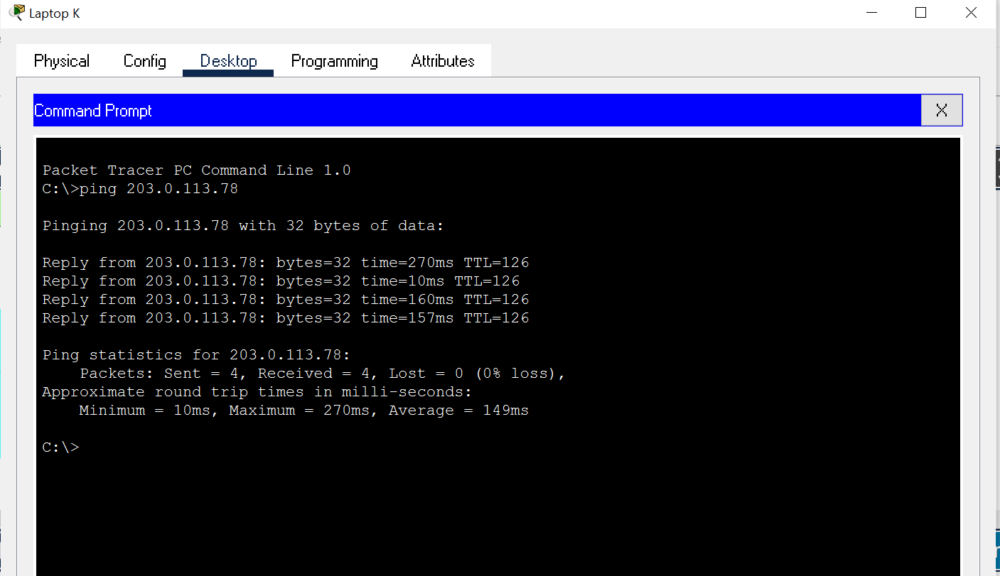 Laptop K
Physical Config Desktop Programming Attributes
Command Prompt X
Packet Tracer PC Command Line 1.0
C:\>ping 203.0.113.78
Pinging 203.0.113.78 with 32 bytes of data:
Reply from 203.0.113.78: bytes=32 time=270ms TTL=126
Reply from 203.0.113.78: bytes=32 time=10ms TTL=126
Reply from 203.0.113.78: bytes=32 time=160ms TTL=126
Reply from 203.0.113.78: bytes=32 time=157ms TTL=126
Ping statistics for 203.0.113.78:
    Packets: Sent = 4, Received = 4, Lost = 0 (0% loss),
Approximate round trip times in milli-seconds:
    Minimum = 10ms, Maximum = 270ms, Average = 149ms
C:\>